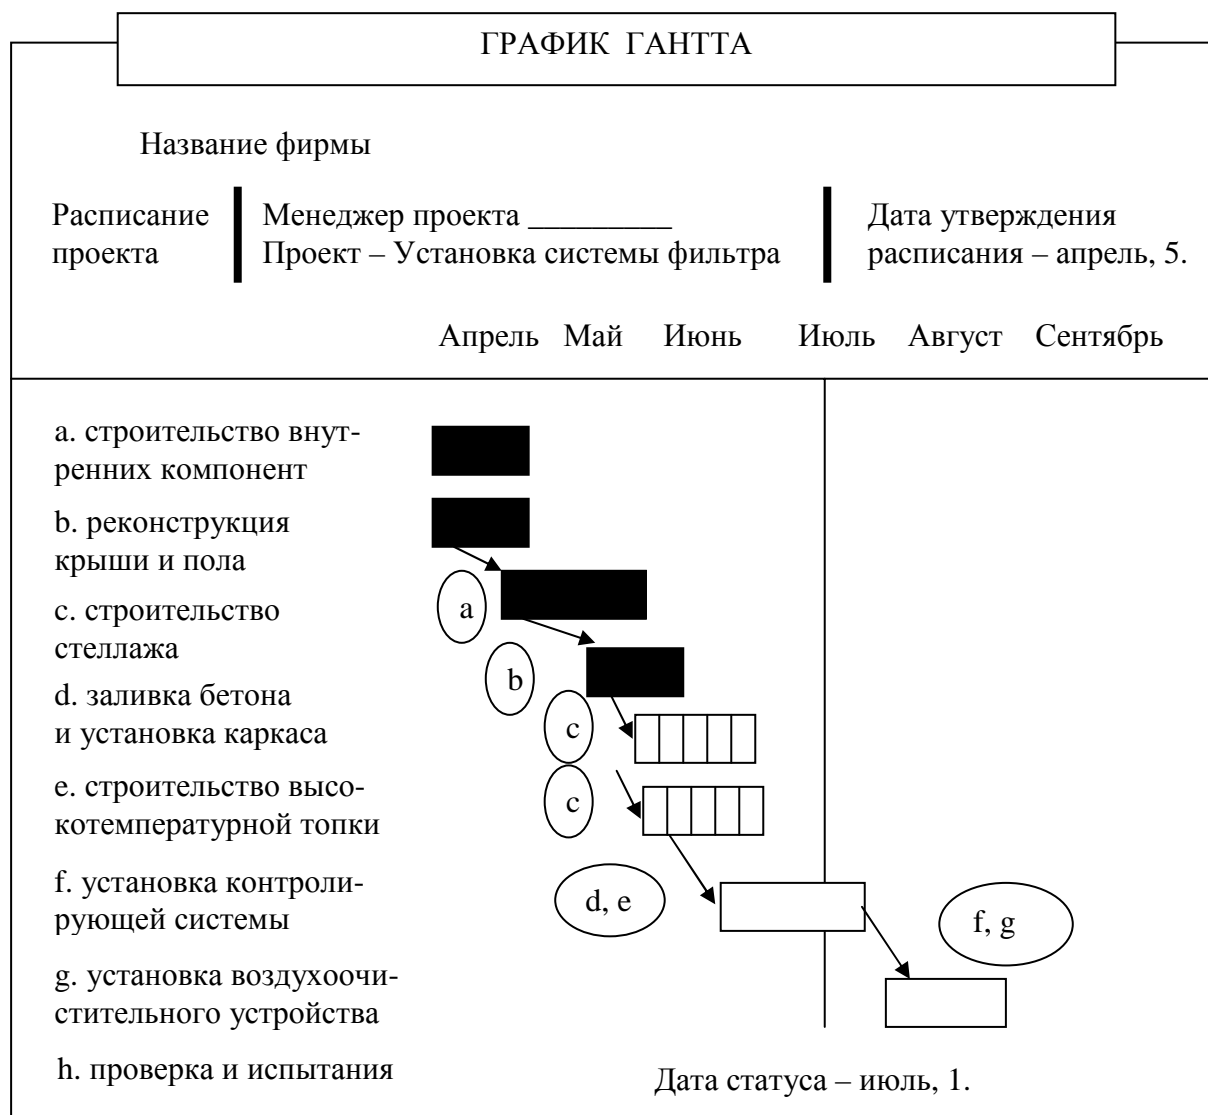 ГРАФИК ГАНТТА
Название фирмы
Расписание
проекта
Менеджер проекта _________
Проект – Установка системы фильтра
Дата утверждения
расписания – апрель, 5.
Апрель Май Июнь Июль Август Сентябрь
a. строительство внут-
ренних компонент
b. реконструкция
крыши и пола
a
c. строительство
стеллажа
b
d. заливка бетона
и установка каркаса
c
e. строительство высо-
котемпературной топки
c
f. установка контроли-
рующей системы
d, e
f, g
g. установка воздухоочи-
стительного устройства
h. проверка и испытания
Дата статуса – июль, 1.